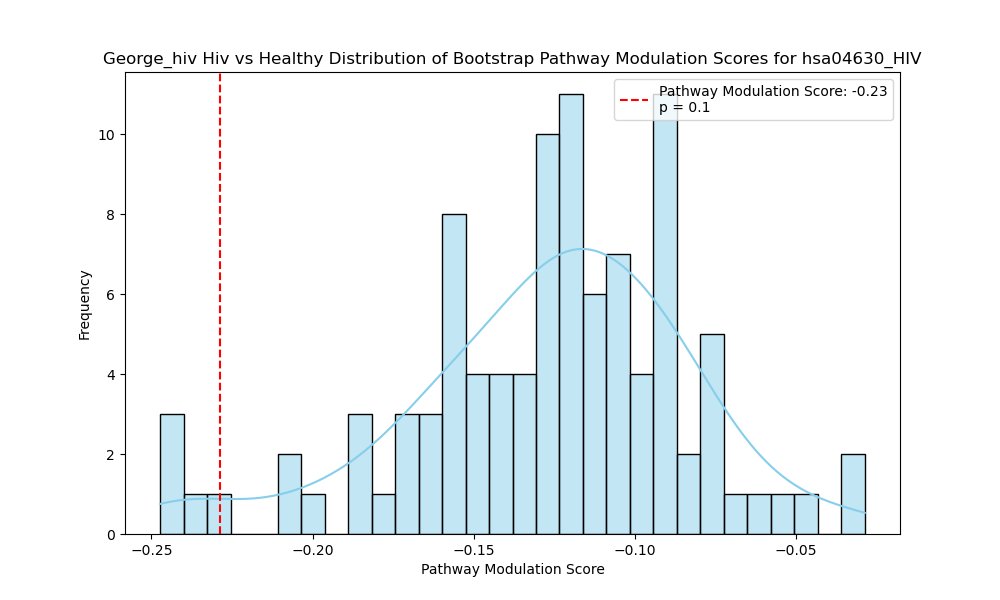 George_hiv Hiv vs Healthy Distribution of Bootstrap Pathway Modulation Scores for hsa04630_HIV
Pathway Modulation Score: -0.23
p = 0.1
10
8
6
4
2
0
Frequency
−0.25
−0.20
−0.15
−0.10
−0.05
Pathway Modulation Score